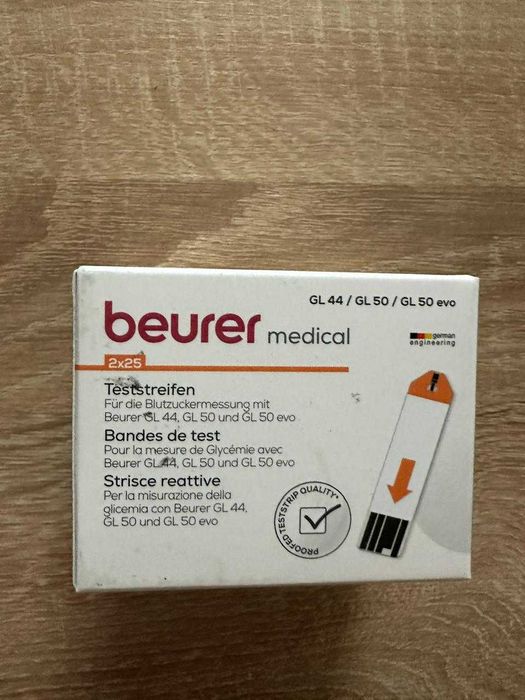 GL 44 / GL 50 / GL 50 evo
beurer medical
german
engineering
2x25
Teststreifen
Für die Blutzuckermessung mit
Beurer GL 44, GL 50 und GL 50 evo
Bandes de test
Pour la mesure de Glycémie avec
Beurer GL 44, GL 50 und GL 50 evo
Strisce reattive
Per la misurazione della
glicemia con Beurer GL 44,
GL 50 und GL 50 evo
PROOFED TESTSTRIP QUALITY*